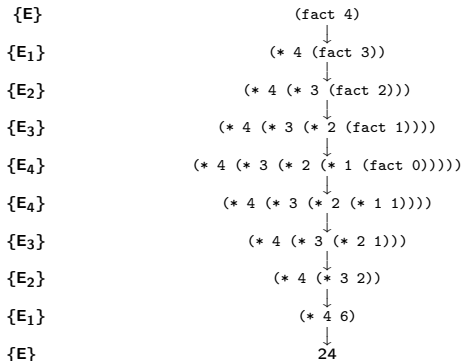 {E} (fact 4)
{E₁} (* 4 (fact 3))
{E₂} (* 4 (* 3 (fact 2)))
{E₃} (* 4 (* 3 (* 2 (fact 1))))
{E₄} (* 4 (* 3 (* 2 (* 1 (fact 0)))))
{E₄} (* 4 (* 3 (* 2 (* 1 1))))
{E₃} (* 4 (* 3 (* 2 1)))
{E₂} (* 4 (* 3 2))
{E₁} (* 4 6)
{E} 24